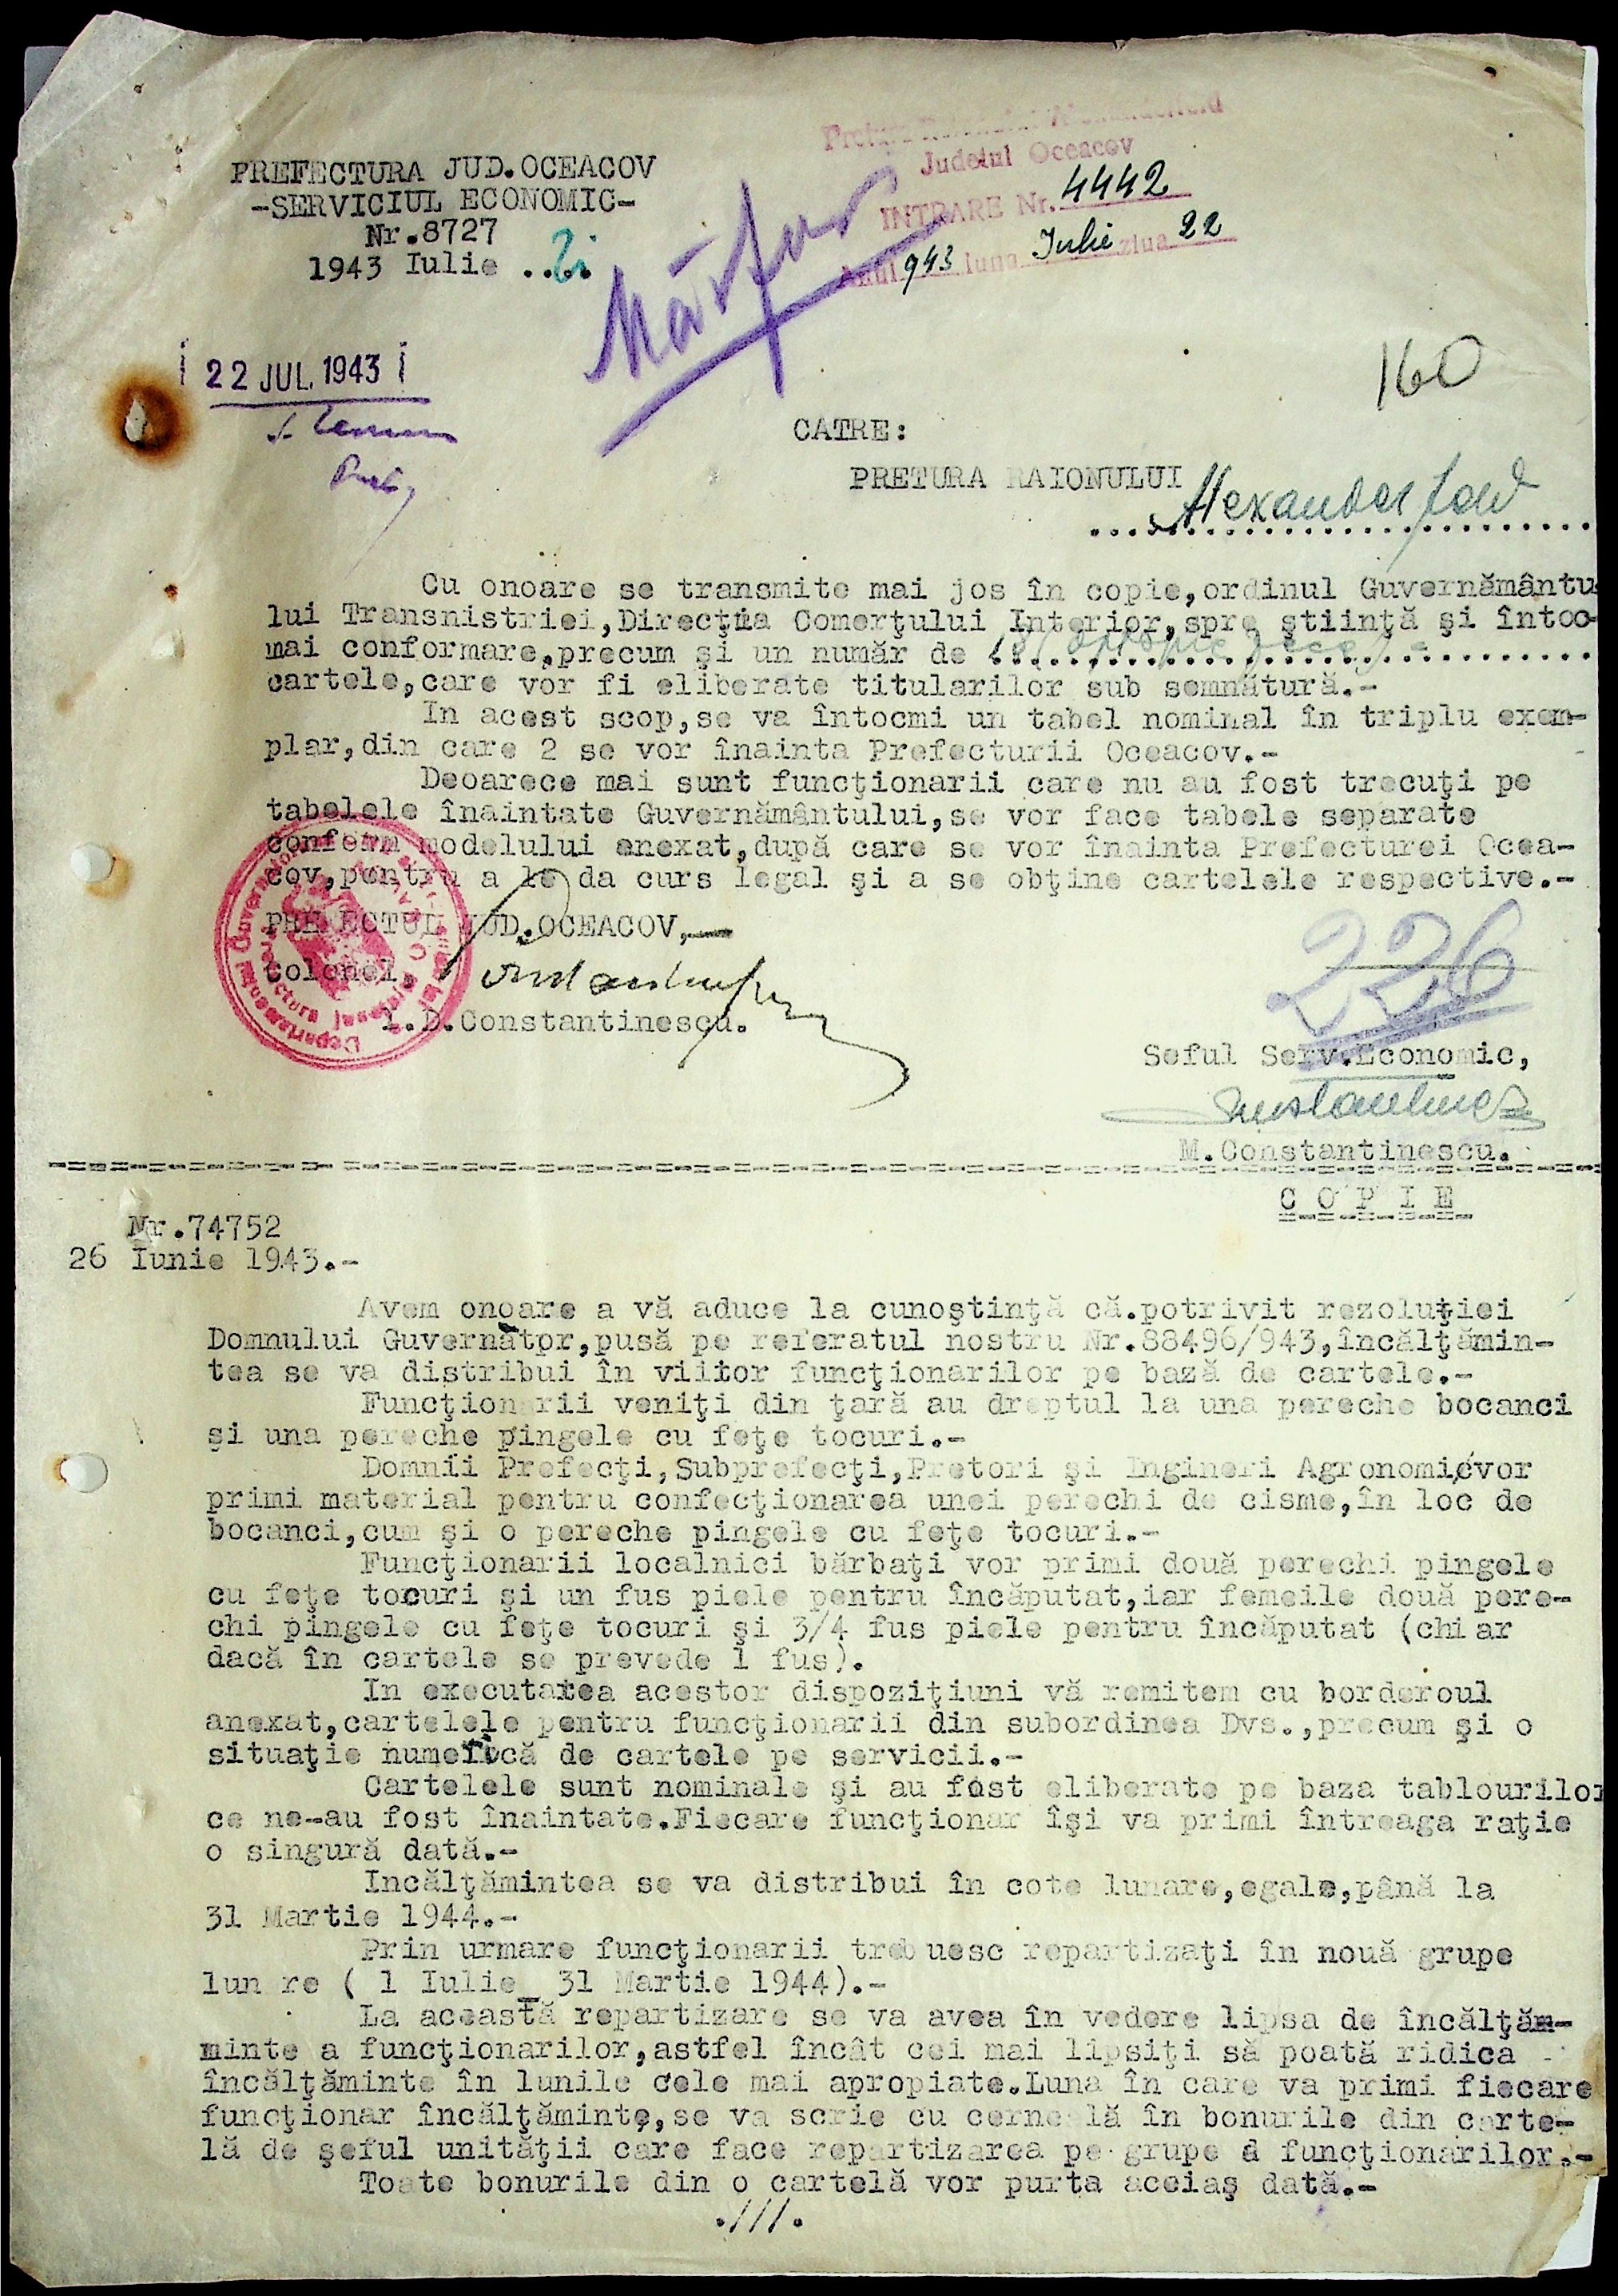 PREFECTURA JUD.OCEACOV
-SERVICIUL ECONOMIC-
Nr.8727
1943 Iulie ....
Judetul Oceacov
INTRARE Nr. 4442
Anul 943 luna Iulie ziua 22
22 JUL. 1943
160
CATRE:
PRETURA RAIONULUI
Alexanderfeld
Cu onoare se transmite mai jos în copie,ordinul Guvernământu-
lui Transnistriei,Direcţiia Comerţului Interior,spre ştiinţă şi întoc-
mai conformare,precum şi un număr de 18( optsprezece)
cartele,care vor fi eliberate titularilor sub semnătură.-
In acest scop,se va întocmi un tabel nominal în triplu exem-
plar,din care 2 se vor înainta Prefecturii Oceacov.-
Deoarece mai sunt funcţionarii care nu au fost trecuţi pe
tabelele înaintate Guvernământului,se vor face tabele separate
conform modelului anexat,după care se vor înainta Prefecturei Ocea-
cov,pentru a le da curs legal şi a se obţine cartelele respective.-
PREFECTUL JUD.OCEACOV,-
Colonel,
I.D.Constantinescu.
226
Seful Serv.Economic,
M.Constantinescu.
C O P I E
Nr.74752
26 Iunie 1943.-
Avem onoare a vă aduce la cunoştinţă că.potrivit rezoluţiei
Domnului Guvernător,pusă pe referatul nostru Nr.88496/943,încălţămin-
tea se va distribui în viitor funcţionarilor pe bază de cartele.-
Funcţionarii veniţi din ţară au dreptul la una pereche bocanci
şi una pereche pingele cu feţe tocuri.-
Domnii Prefecţi,Subprefecţi,Pretori şi Ingineri Agronomi,vor
primi material pentru confecţionarea unei perechi de cisme,în loc de
bocanci,cum şi o pereche pingele cu feţe tocuri.-
Funcţionarii localnici bărbaţi vor primi două perechi pingele
cu feţe tocuri şi un fus piele pentru încăputat,iar femeile două pere-
chi pingele cu feţe tocuri şi 3/4 fus piele pentru încăputat (chiar
dacă în cartele se prevede 1 fus).
In executarea acestor dispoziţiuni vă remitem cu borderoul
anexat,cartelele pentru funcţionarii din subordinea Dvs.,precum şi o
situaţie numerică de cartele pe servicii.-
Cartelele sunt nominale şi au fost eliberate pe baza tablourilor
ce ne-au fost înaintate.Fiecare funcţionar îşi va primi întreaga raţie
o singură dată.-
Incălţămintea se va distribui în cote lunare,egale,până la
31 Martie 1944.-
Prin urmare funcţionarii trebuesc repartizaţi în nouă grupe
lun re ( 1 Iulie_ 31 Martie 1944).-
La această repartizare se va avea în vedere lipsa de încălţăm-
minte a funcţionarilor,astfel încât cei mai lipsiţi să poată ridica
încălţăminte în lunile cele mai apropiate.Luna în care va primi fiecare
funcţionar încălţăminte,se va scrie cu cerneală în bonurile din carte-
lă de şeful unităţii care face repartizarea pe grupe a funcţionarilor.-
Toate bonurile din o cartelă vor purta aceiaş dată.-
.///.